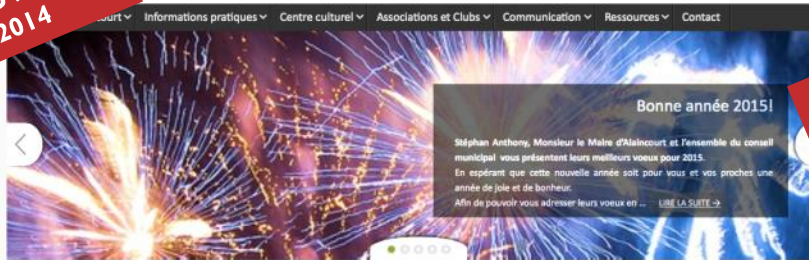 2014
Informations pratiques
Centre culturel
Associations et Clubs
Communication
Ressources
Contact
Bonne année 2015!
Stéphan Anthony, Monsieur le Maire d'Alaincourt et l'ensemble du conseil
municipal vous présentent leurs meilleurs voeux pour 2015.
En espérant que cette nouvelle année soit pour vous et vos proches une
année de joie et de bonheur.
Afin de pouvoir vous adresser leurs voeux en ... LIRE LA SUITE →